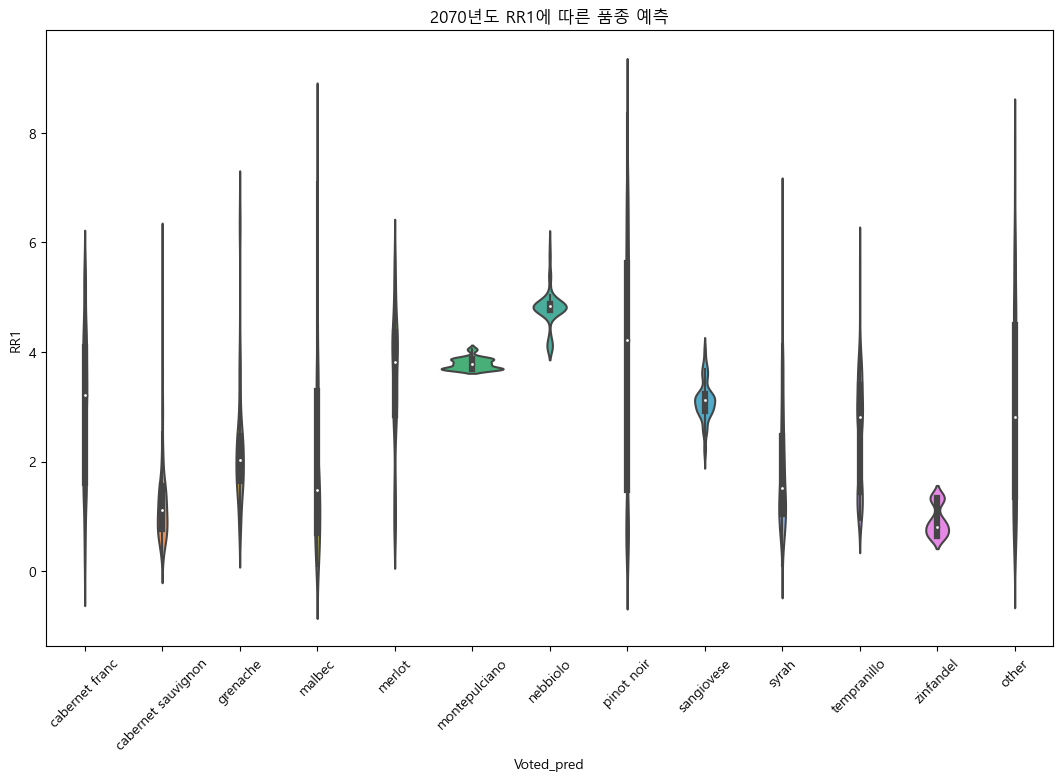 2070년도 RR1에 따른 품종 예측
RR1
8
6
4
2
0
cabernet franc
cabernet sauvignon
grenache
malbec
merlot
montepulciano
nebbiolo
pinot noir
sangiovese
syrah
tempranillo
zinfandel
other
Voted_pred